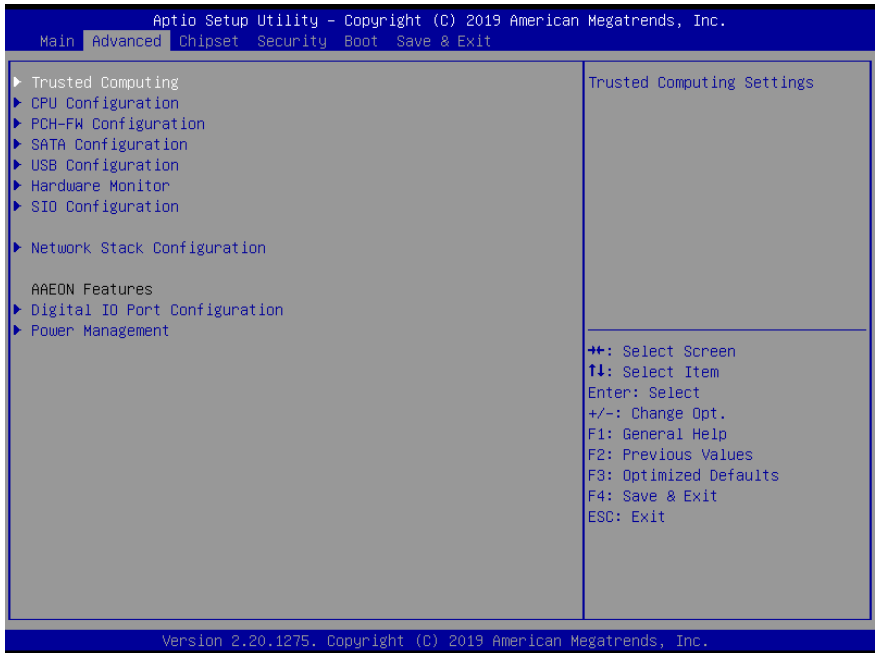 Aptio Setup Utility – Copyright (C) 2019 American Megatrends, Inc.
Main Advanced Chipset Security Boot Save & Exit
Trusted Computing
CPU Configuration
PCH-FW Configuration
SATA Configuration
USB Configuration
Hardware Monitor
SIO Configuration
Network Stack Configuration
AAEON Features
Digital IO Port Configuration
Power Management
Trusted Computing Settings
→←: Select Screen
↑↓: Select Item
Enter: Select
+/-: Change Opt.
F1: General Help
F2: Previous Values
F3: Optimized Defaults
F4: Save & Exit
ESC: Exit
Version 2.20.1275. Copyright (C) 2019 American Megatrends, Inc.